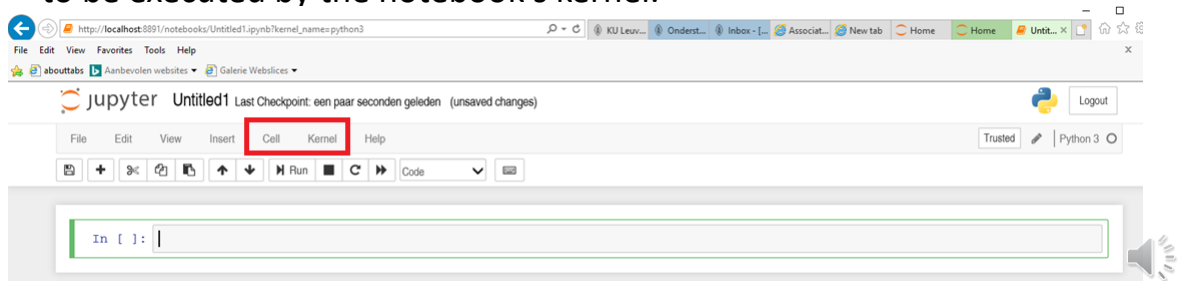 to be executed by the notebook's kernel.
http://localhost:8891/notebooks/Untitled1.ipynb?kernel_name=python3 KU Leuv... Onderst... Inbox - [... Associat... New tab Home Home Untit...
File Edit View Favorites Tools Help
abouttabs Aanbevolen websites Galerie Webslices
jupyter Untitled1 Last Checkpoint: een paar seconden geleden (unsaved changes) Logout
File Edit View Insert Cell Kernel Help Trusted Python 3
Run Code
In [ ]: